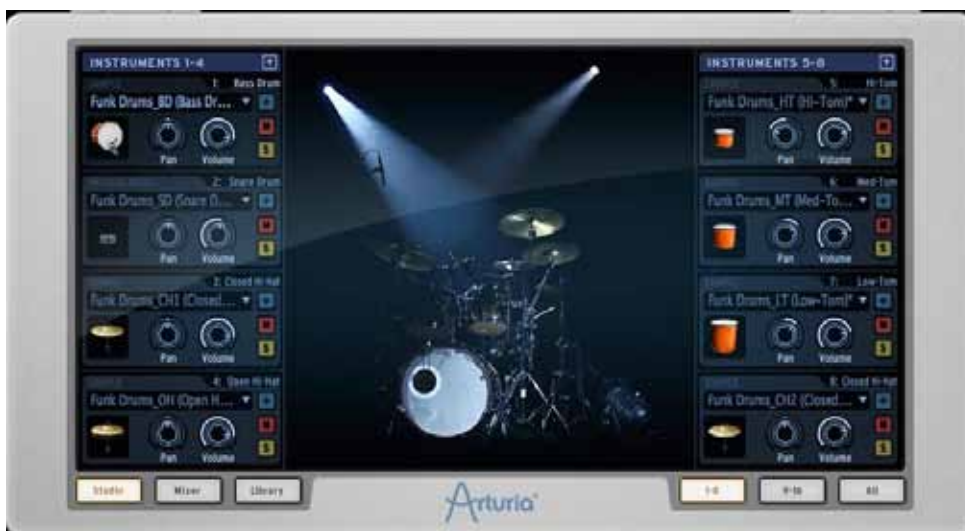 INSTRUMENTS 1-4
1: Bass Drum
Funk Drums_BD (Bass Dr...
M
Pan Volume
S
2: Snare Drum
Funk Drums_SD (Snare D...
M
Pan Volume
S
3: Closed Hi-Hat
Funk Drums_CH1 (Closed...
M
Pan Volume
S
4: Open Hi-Hat
Funk Drums_OH (Open H...
M
Pan Volume
S
INSTRUMENTS 5-8
5: Hi-Tom
Funk Drums_HT (Hi-Tom)*
M
Pan Volume
S
6: Med-Tom
Funk Drums_MT (Med-To...
M
Pan Volume
S
7: Low-Tom
Funk Drums_LT (Low-Tom)*
M
Pan Volume
S
8: Closed Hi-Hat
Funk Drums_CH2 (Closed...
M
Pan Volume
S
Studio Mixer Library
Arturia
1-8 9-16 All